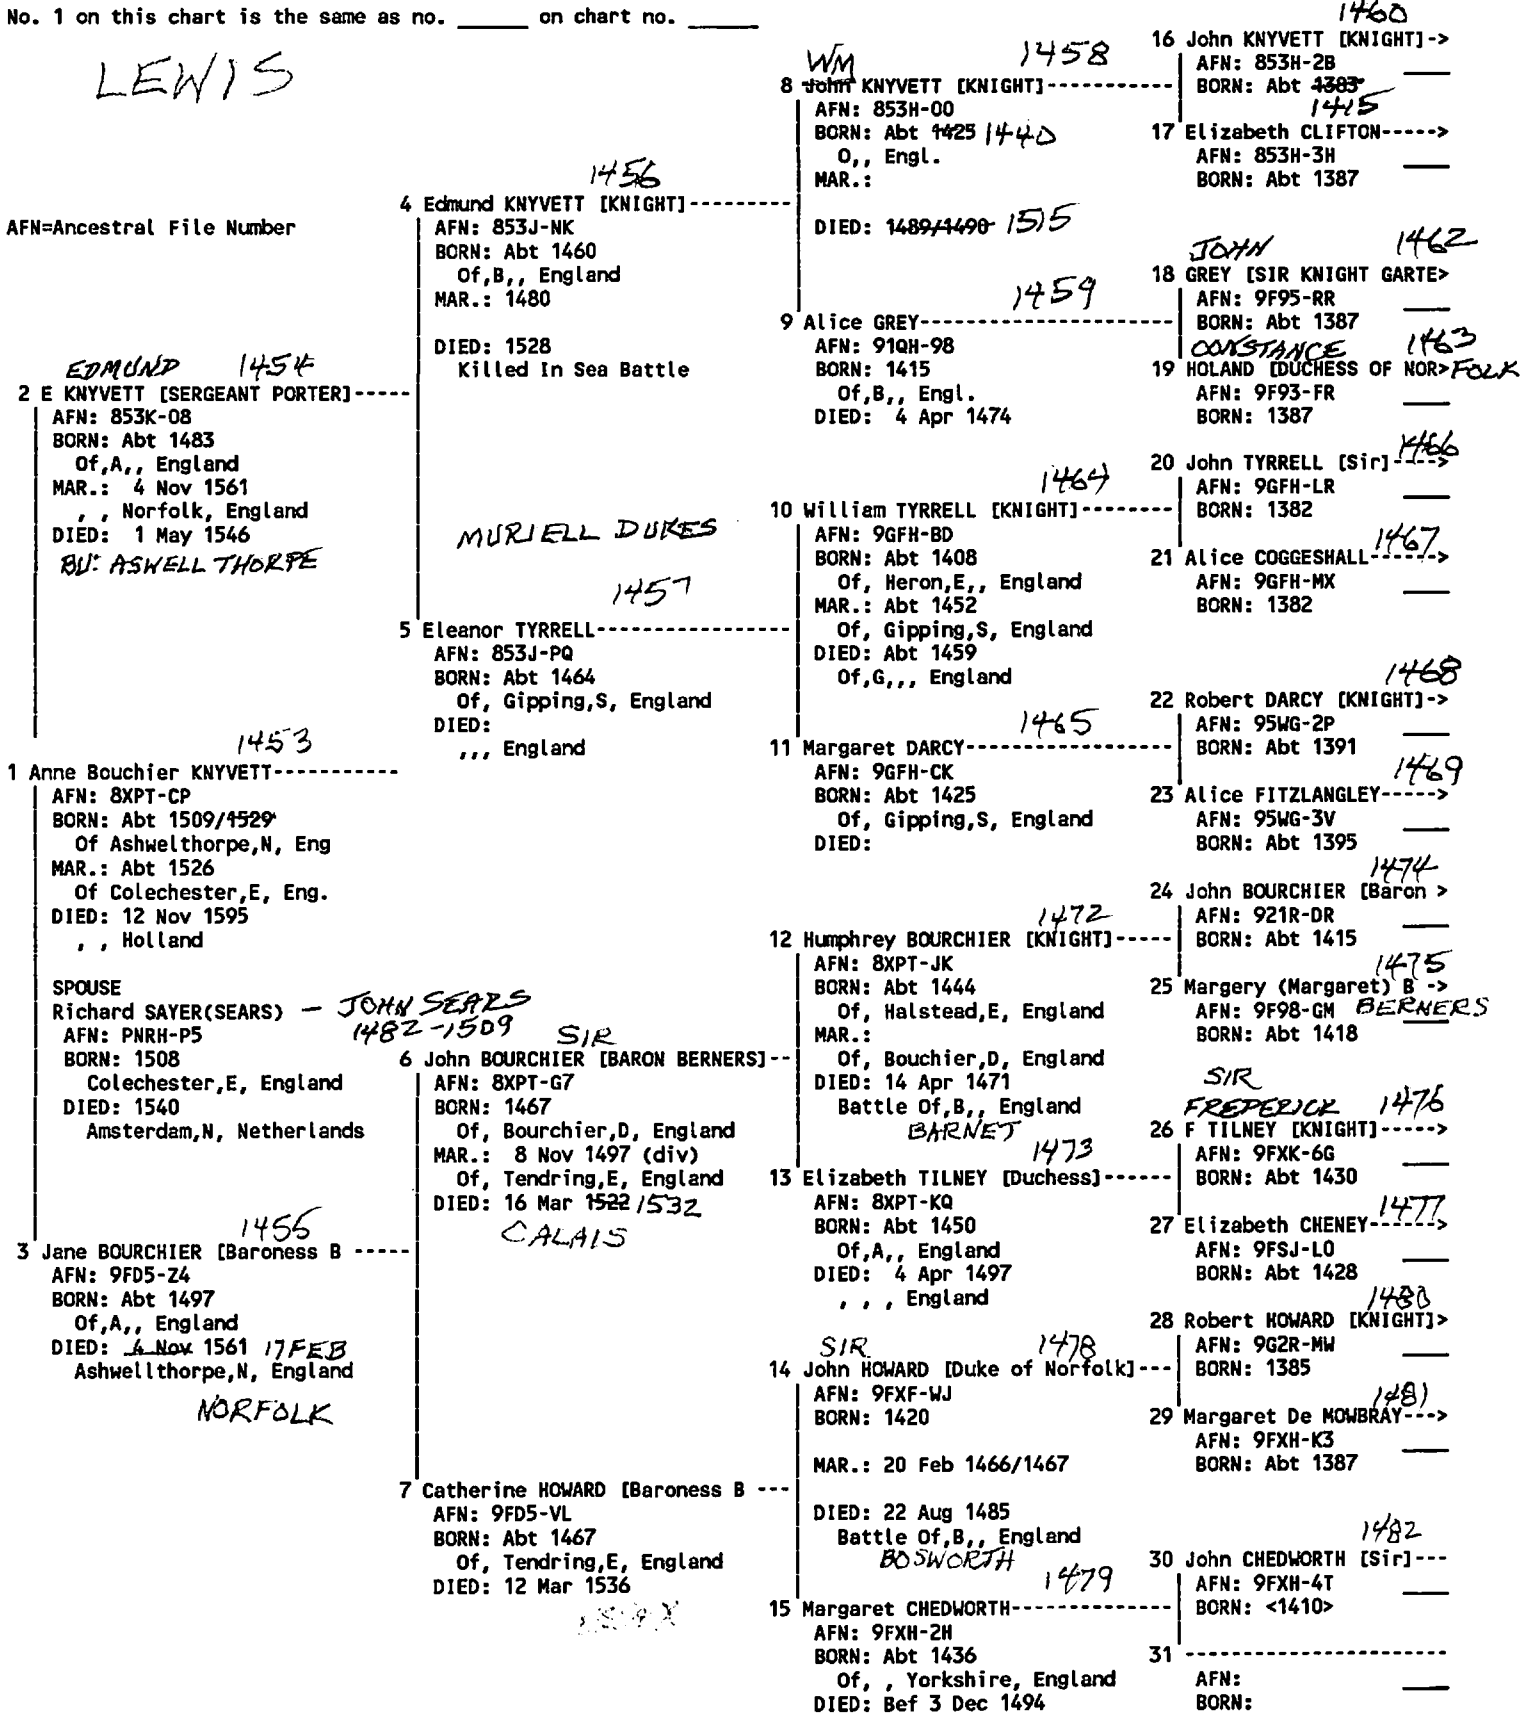 No. 1 on this chart is the same as no. _____ on chart no. _____
LEWIS
AFN=Ancestral File Number
EDMUND 1454
2 E KNYVETT [SERGEANT PORTER]-----
AFN: 853K-08
BORN: Abt 1483
Of,A,, England
MAR.: 4 Nov 1561
, , Norfolk, England
DIED: 1 May 1546
BU: ASWELL THORPE
1453
1 Anne Bouchier KNYVETT-----------
AFN: 8XPT-CP
BORN: Abt 1509/1529
Of Ashwelthorpe,N, Eng
MAR.: Abt 1526
Of Colechester,E, Eng.
DIED: 12 Nov 1595
, , Holland
SPOUSE
Richard SAYER(SEARS) — JOHN SEARS
1482-1509
AFN: PNRH-P5
BORN: 1508
Colechester,E, England
DIED: 1540
Amsterdam,N, Netherlands
1455
3 Jane BOURCHIER [Baroness B -----
AFN: 9FD5-Z4
BORN: Abt 1497
Of,A,, England
DIED: 4 Nov 1561 17 FEB
Ashwellthorpe,N, England
NORFOLK
1456
4 Edmund KNYVETT [KNIGHT]---------
AFN: 853J-NK
BORN: Abt 1460
Of,B,, England
MAR.: 1480
DIED: 1528
Killed In Sea Battle
MURIELL DUKES
1457
5 Eleanor TYRRELL-----------------
AFN: 853J-PQ
BORN: Abt 1464
Of, Gipping,S, England
DIED:
,,, England
SIR
6 John BOURCHIER [BARON BERNERS]--
AFN: 8XPT-G7
BORN: 1467
Of, Bourchier,D, England
MAR.: 8 Nov 1497 (div)
Of, Tendring,E, England
DIED: 16 Mar 1522 /532
CALAIS
7 Catherine HOWARD [Baroness B ---
AFN: 9FD5-VL
BORN: Abt 1467
Of, Tendring,E, England
DIED: 12 Mar 1536
WM 1458
8 John KNYVETT [KNIGHT]-----------
AFN: 853H-00
BORN: Abt 1425 1440
O,, Engl.
MAR.:
DIED: 1489/1490 1515
1459
9 Alice GREY----------------------
AFN: 91QH-98
BORN: 1415
Of,B,, Engl.
DIED: 4 Apr 1474
1464
10 William TYRRELL [KNIGHT]--------
AFN: 9GFH-BD
BORN: Abt 1408
Of, Heron,E,, England
MAR.: Abt 1452
Of, Gipping,S, England
DIED: Abt 1459
Of,G,,, England
1465
11 Margaret DARCY------------------
AFN: 9GFH-CK
BORN: Abt 1425
Of, Gipping,S, England
DIED:
1472
12 Humphrey BOURCHIER [KNIGHT]-----
AFN: 8XPT-JK
BORN: Abt 1444
Of, Halstead,E, England
MAR.:
Of, Bouchier,D, England
DIED: 14 Apr 1471
Battle Of,B,, England
BARNET
1473
13 Elizabeth TILNEY [Duchess]------
AFN: 8XPT-KQ
BORN: Abt 1450
Of,A,, England
DIED: 4 Apr 1497
, , , England
SIR 1478
14 John HOWARD [Duke of Norfolk]---
AFN: 9FXF-WJ
BORN: 1420
MAR.: 20 Feb 1466/1467
DIED: 22 Aug 1485
Battle Of,B,, England
BOSWORTH
1479
15 Margaret CHEDWORTH--------------
AFN: 9FXH-2H
BORN: Abt 1436
Of, , Yorkshire, England
DIED: Bef 3 Dec 1494
1460
16 John KNYVETT [KNIGHT]->
AFN: 853H-2B
BORN: Abt 1383
1415
17 Elizabeth CLIFTON----->
AFN: 853H-3H
BORN: Abt 1387
JOHN 1462
18 GREY [SIR KNIGHT GARTE>
AFN: 9F95-RR
BORN: Abt 1387
CONSTANCE 1463
19 HOLAND [DUCHESS OF NOR> FOLK
AFN: 9F93-FR
BORN: 1387
1466
20 John TYRRELL [Sir]---->
AFN: 9GFH-LR
BORN: 1382
1467
21 Alice COGGESHALL------>
AFN: 9GFH-MX
BORN: 1382
1468
22 Robert DARCY [KNIGHT]->
AFN: 95WG-2P
BORN: Abt 1391
1469
23 Alice FITZLANGLEY----->
AFN: 95WG-3V
BORN: Abt 1395
1474
24 John BOURCHIER [Baron >
AFN: 921R-DR
BORN: Abt 1415
1475
25 Margery (Margaret) B ->
AFN: 9F98-GM BERNERS
BORN: Abt 1418
SIR
FREDERICK 1476
26 F TILNEY [KNIGHT]----->
AFN: 9FXK-6G
BORN: Abt 1430
1477
27 Elizabeth CHENEY------>
AFN: 9FSJ-L0
BORN: Abt 1428
1480
28 Robert HOWARD [KNIGHT]>
AFN: 9G2R-MW
BORN: 1385
1481
29 Margaret De MOWBRAY--->
AFN: 9FXH-K3
BORN: Abt 1387
1482
30 John CHEDWORTH [Sir]---
AFN: 9FXH-4T
BORN: <1410>
31 -----------------------
AFN:
BORN: